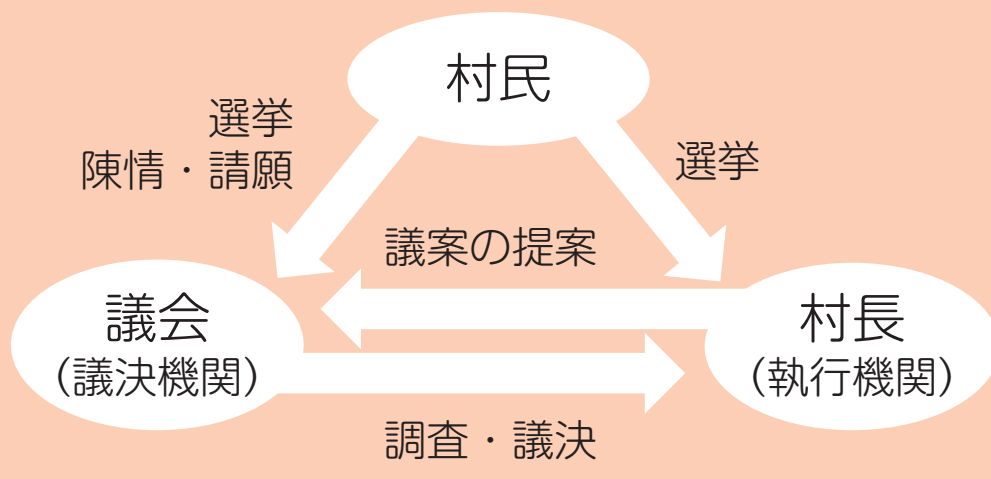 村民
選挙
陳情・請願
選挙
議案の提案
議会
（議決機関）
村長
（執行機関）
調査・議決